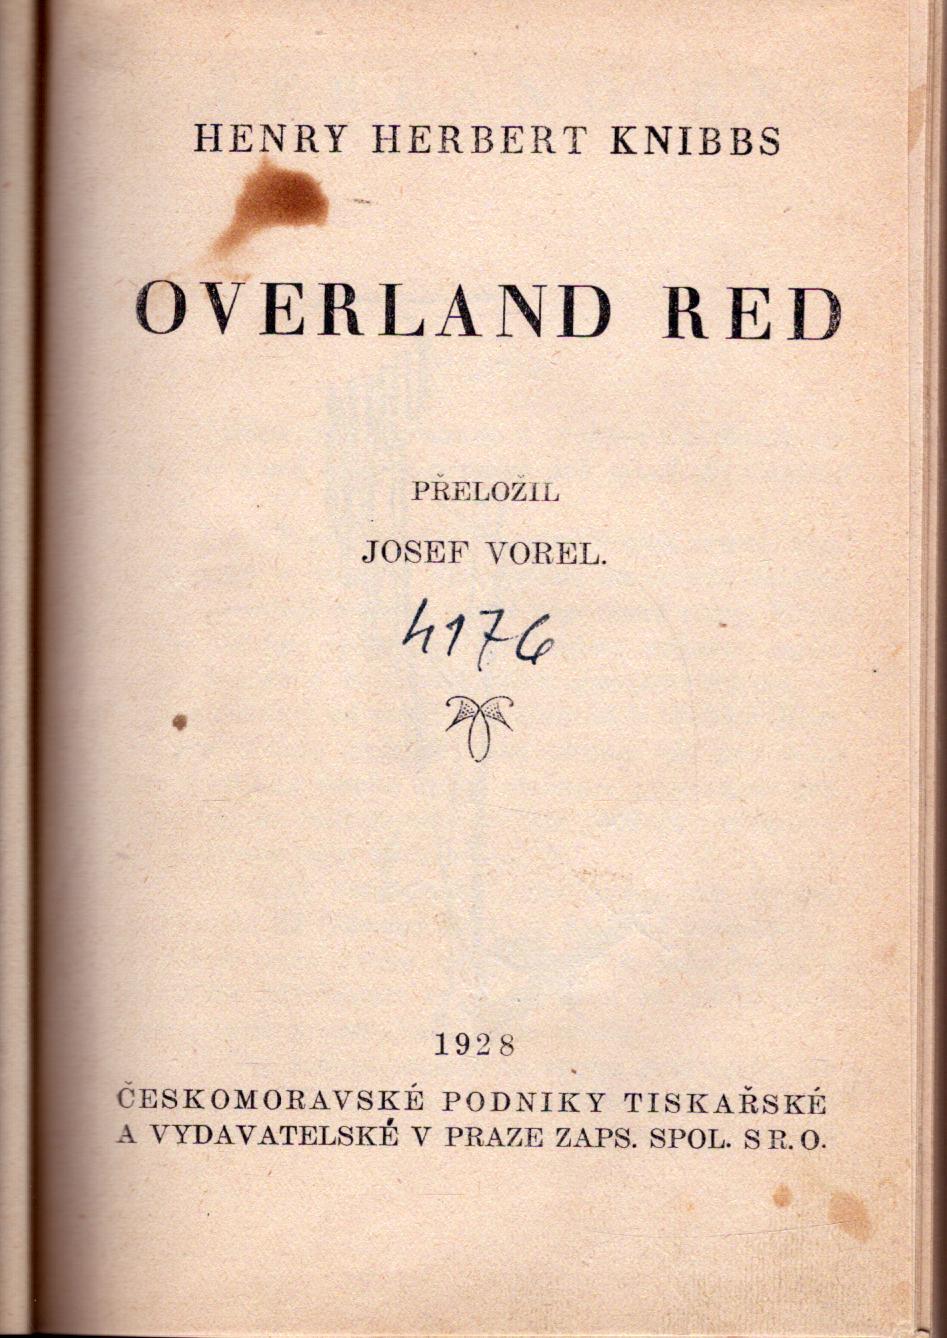 HENRY HERBERT KNIBBS
OVERLAND RED
PŘELOŽIL
JOSEF VOREL.
4176
1928
ČESKOMORAVSKÉ PODNIKY TISKAŘSKÉ
A VYDAVATELSKÉ V PRAZE ZAPS. SPOL. S R. O.